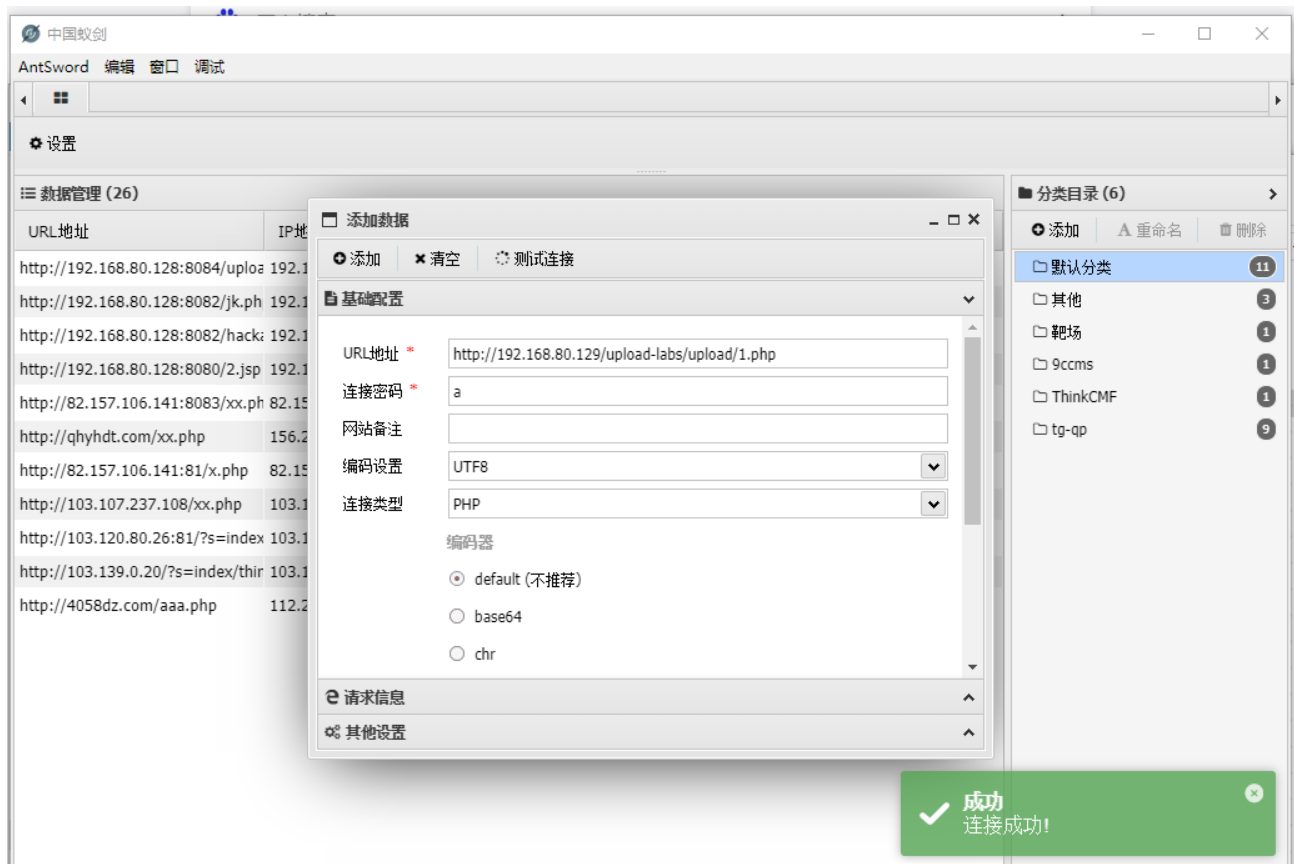 中国蚁剑
AntSword 编辑 窗口 调试
设置
数据管理 (26)
URL地址 IP地
http://192.168.80.128:8084/uploa 192.1
http://192.168.80.128:8082/jk.ph 192.1
http://192.168.80.128:8082/hacka 192.1
http://192.168.80.128:8080/2.jsp 192.1
http://82.157.106.141:8083/xx.ph 82.15
http://qhyhdt.com/xx.php 156.2
http://82.157.106.141:81/x.php 82.15
http://103.107.237.108/xx.php 103.1
http://103.120.80.26:81/?s=index 103.1
http://103.139.0.20/?s=index/thin 103.1
http://4058dz.com/aaa.php 112.2
添加数据
添加 清空 测试连接
基础配置
URL地址 * http://192.168.80.129/upload-labs/upload/1.php
连接密码 * a
网站备注
编码设置 UTF8
连接类型 PHP
编码器
default (不推荐)
base64
chr
请求信息
其他设置
分类目录 (6)
添加 重命名 删除
默认分类 11
其他 3
靶场 1
9ccms 1
ThinkCMF 1
tg-qp 9
成功
连接成功!